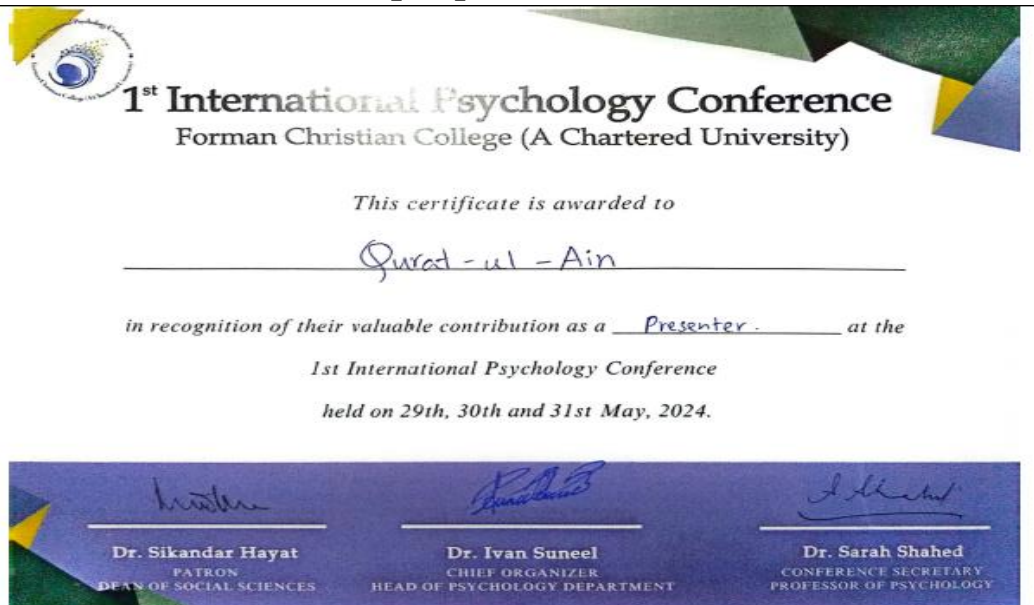 1st International Psychology Conference
Forman Christian College (A Chartered University)
This certificate is awarded to
Qurat-ul-Ain
in recognition of their valuable contribution as a Presenter. at the
1st International Psychology Conference
held on 29th, 30th and 31st May, 2024.
Dr. Sikandar Hayat
PATRON
DEAN OF SOCIAL SCIENCES
Dr. Ivan Suneel
CHIEF ORGANIZER
HEAD OF PSYCHOLOGY DEPARTMENT
Dr. Sarah Shahed
CONFERENCE SECRETARY
PROFESSOR OF PSYCHOLOGY